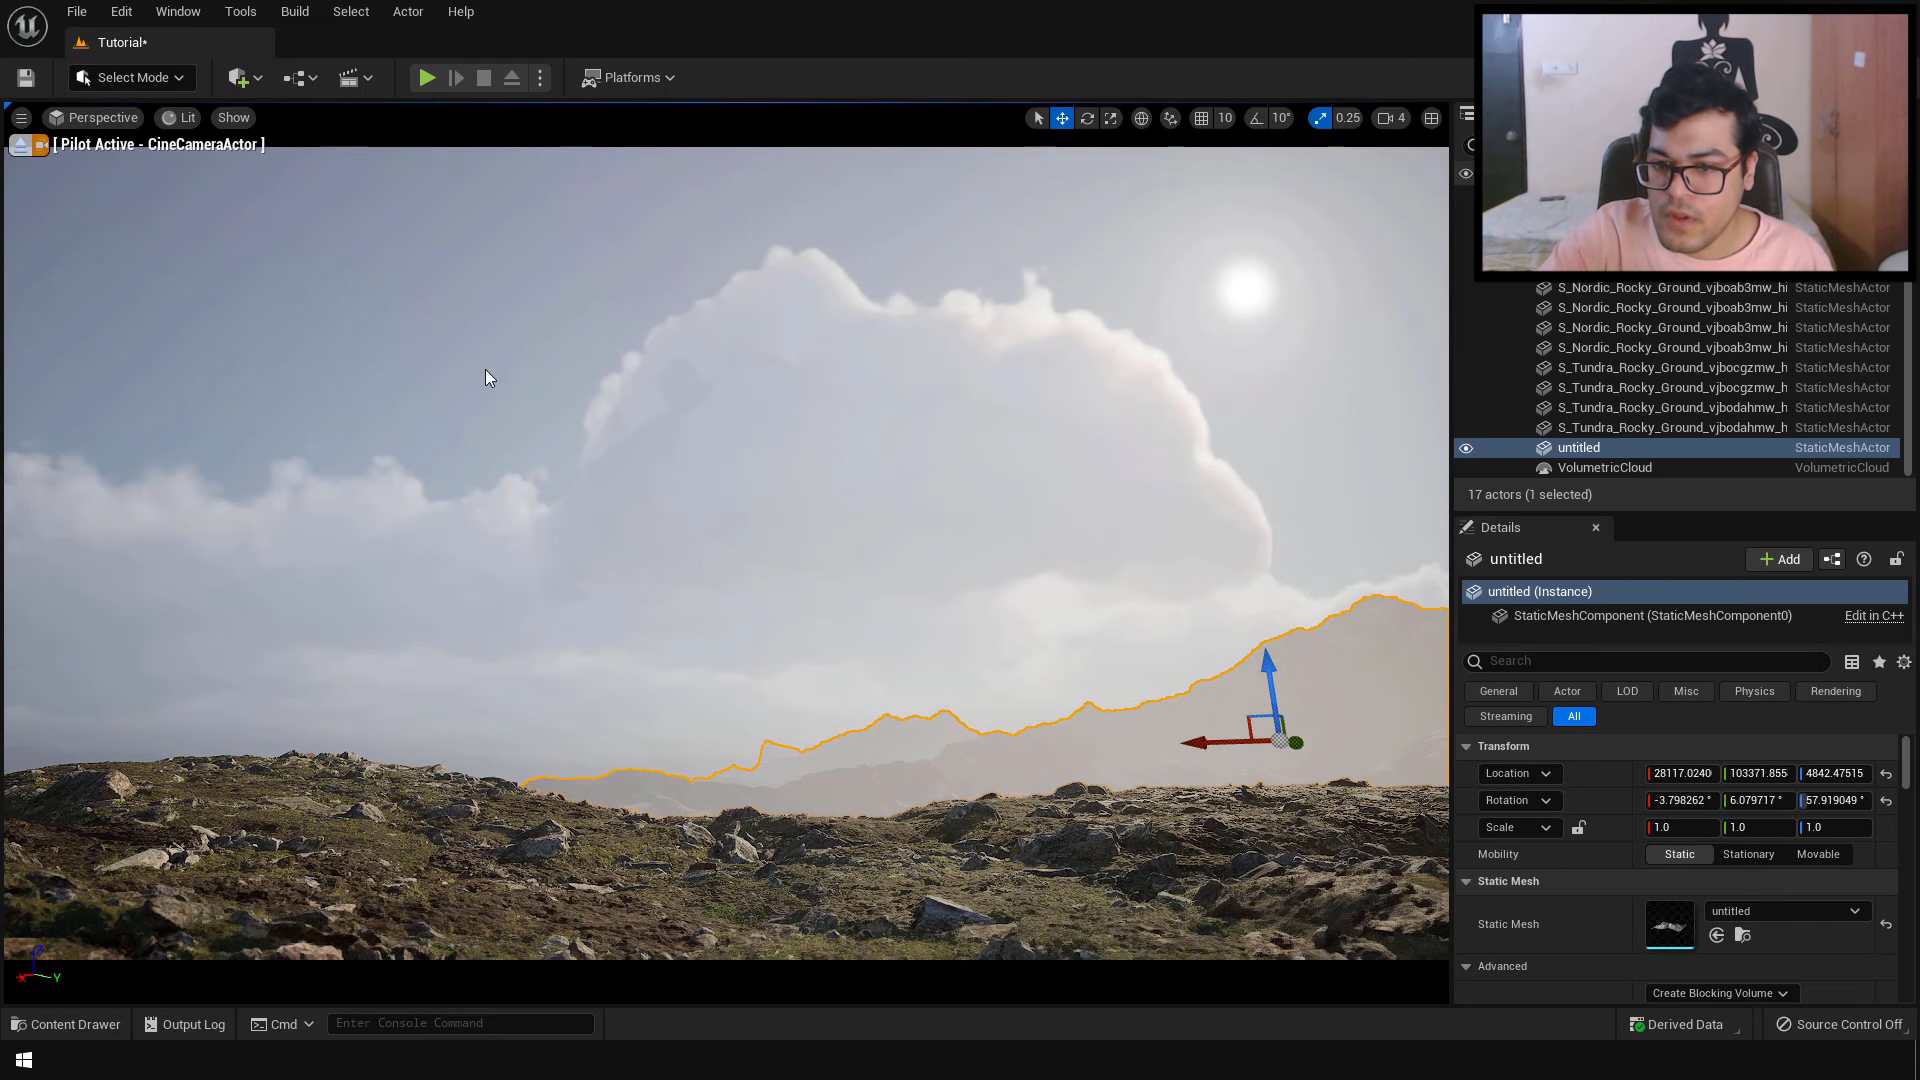 File Edit Window Tools Build Select Actor Help
Tutorial*
Select Mode
Platforms
Perspective Lit Show
10 10° 0.25 4
[ Pilot Active - CineCameraActor ]
S_Nordic_Rocky_Ground_vjboab3mw_hi StaticMeshActor
S_Nordic_Rocky_Ground_vjboab3mw_hi StaticMeshActor
S_Nordic_Rocky_Ground_vjboab3mw_hi StaticMeshActor
S_Nordic_Rocky_Ground_vjboab3mw_hi StaticMeshActor
S_Tundra_Rocky_Ground_vjbocgzmw_h StaticMeshActor
S_Tundra_Rocky_Ground_vjbocgzmw_h StaticMeshActor
S_Tundra_Rocky_Ground_vjbodahmw_h StaticMeshActor
S_Tundra_Rocky_Ground_vjbodahmw_h StaticMeshActor
untitled StaticMeshActor
VolumetricCloud VolumetricCloud
17 actors (1 selected)
Details
untitled
Add
untitled (Instance)
StaticMeshComponent (StaticMeshComponent0) Edit in C++
Search
General Actor LOD Misc Physics Rendering
Streaming All
Transform
Location 28117.0240 103371.855 4842.47515
Rotation -3.798262 ° 6.079717 ° 57.919049 °
Scale 1.0 1.0 1.0
Mobility Static Stationary Movable
Static Mesh
Static Mesh untitled
Advanced
Create Blocking Volume
X Y Z
Content Drawer Output Log Cmd Enter Console Command Derived Data Source Control Off